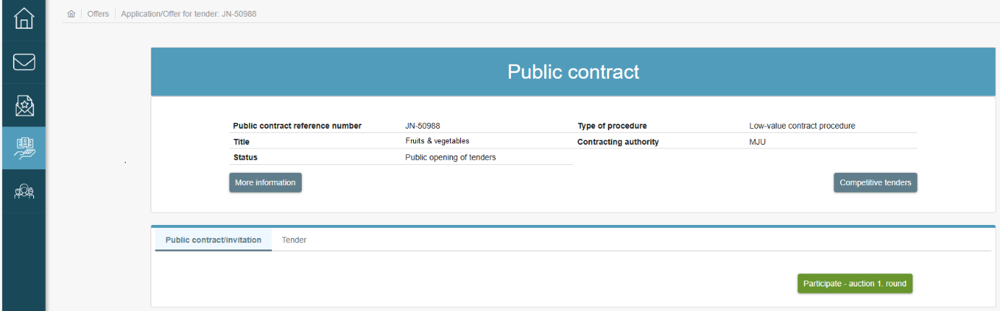 Offers Application/Offer for tender: JN-50988
Public contract
Public contract reference number JN-50988 Type of procedure Low-value contract procedure
Title Fruits & vegetables Contracting authority MJU
Status Public opening of tenders
More information Competitive tenders
Public contract/invitation Tender
Participate - auction 1. round